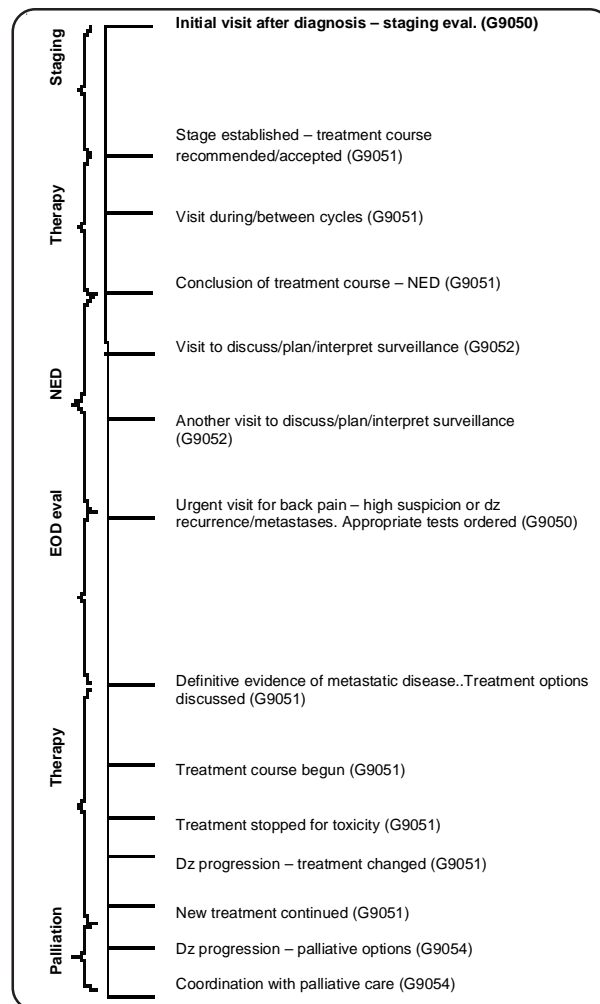 Initial visit after diagnosis – staging eval. (G9050)
Staging
Stage established – treatment course
recommended/accepted (G9051)
Visit during/between cycles (G9051)
Therapy
Conclusion of treatment course – NED (G9051)
Visit to discuss/plan/interpret surveillance (G9052)
NED
Another visit to discuss/plan/interpret surveillance
(G9052)
Urgent visit for back pain – high suspicion or dz
recurrence/metastases. Appropriate tests ordered (G9050)
EOD eval
Definitive evidence of metastatic disease..Treatment options
discussed (G9051)
Therapy
Treatment course begun (G9051)
Treatment stopped for toxicity (G9051)
Dz progression – treatment changed (G9051)
New treatment continued (G9051)
Palliation
Dz progression – palliative options (G9054)
Coordination with palliative care (G9054)